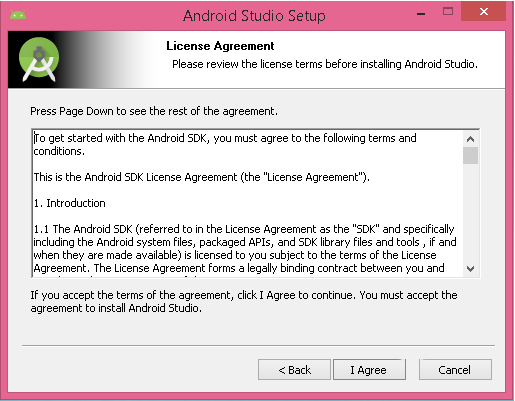 Android Studio Setup
License Agreement
Please review the license terms before installing Android Studio.
Press Page Down to see the rest of the agreement.
To get started with the Android SDK, you must agree to the following terms and
conditions.
This is the Android SDK License Agreement (the "License Agreement").
1. Introduction
1.1 The Android SDK (referred to in the License Agreement as the "SDK" and specifically
including the Android system files, packaged APIs, and SDK library files and tools , if and
when they are made available) is licensed to you subject to the terms of the License
Agreement. The License Agreement forms a legally binding contract between you and
If you accept the terms of the agreement, click I Agree to continue. You must accept the
agreement to install Android Studio.
< Back
I Agree
Cancel